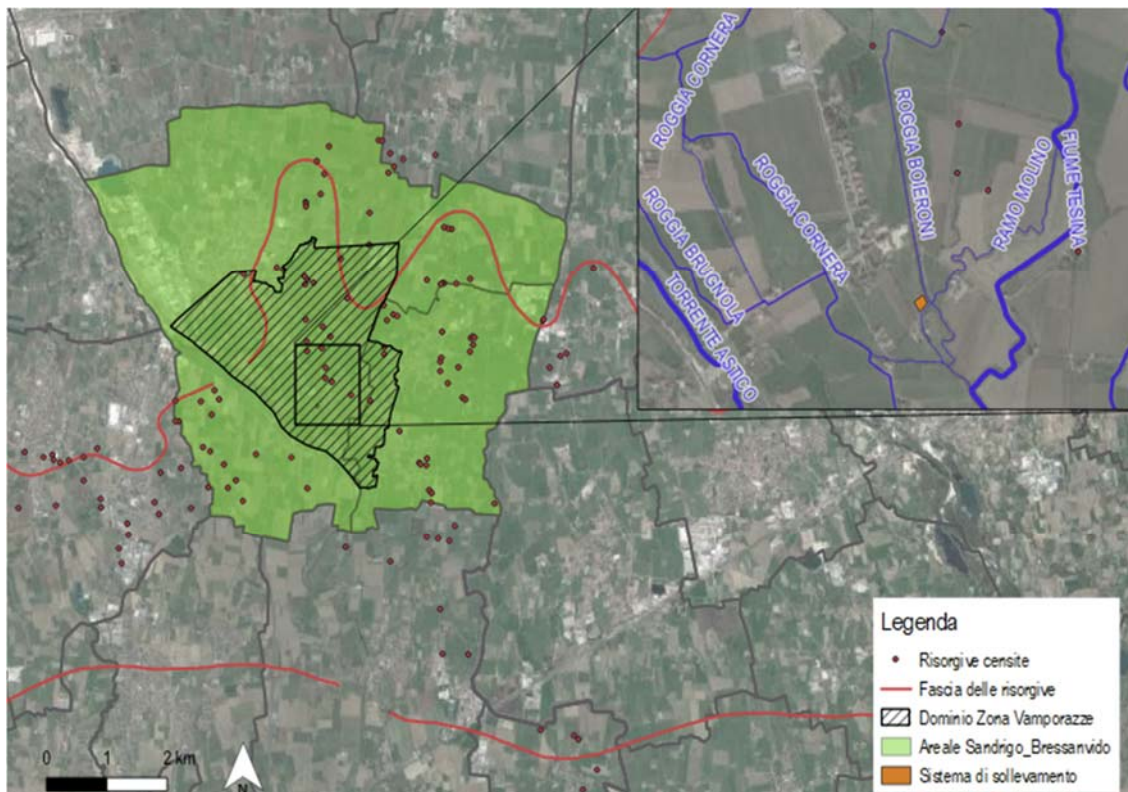 ROGGIA CORNERA
ROGGIA CORNERA
ROGGIA BOIERONI
RAMO MOLINO
FIUME TESINA
ROGGIA BRUGNOLA
TORRENTE ASTICO
Legenda
Risorgive censite
Fascia delle risorgive
Dominio Zona Vamporazze
Areale Sandrigo_Bressanvido
Sistema di sollevamento
0 1 2 km
N